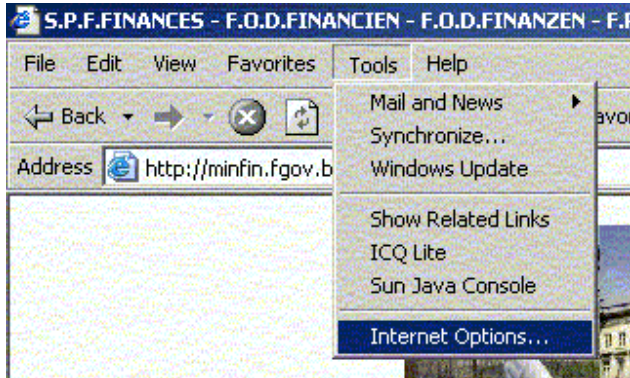 S.P.F.FINANCES - F.O.D.FINANCIEN - F.O.D.FINANZEN - F.
File Edit View Favorites Tools Help
Back
Address http://minfin.fgov.b
Mail and News
Synchronize...
Windows Update
Show Related Links
ICQ Lite
Sun Java Console
Internet Options...